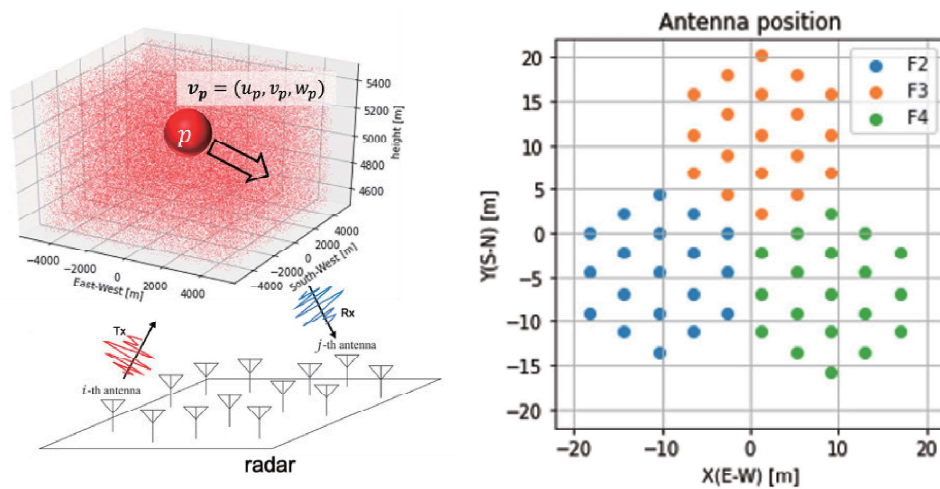 v_p = (u_p, v_p, w_p)
p
5400
5200
5000
4800
4600
height [m]
−4000
−2000
0
2000
4000
East-West [m]
4000
2000
0
−2000
−4000
South-West [m]
Tx
Rx
i-th antenna
j-th antenna
radar
Antenna position
F2
F3
F4
20
15
10
5
0
−5
−10
−15
−20
Y(S-N) [m]
−20
−10
0
10
20
X(E-W) [m]